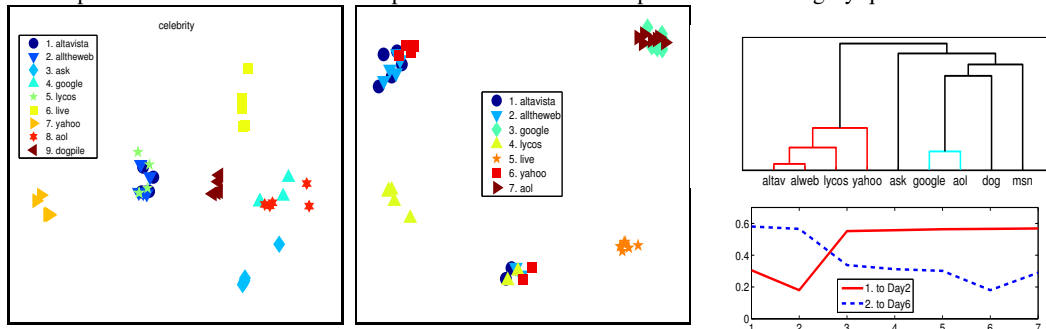 celebrity
1. altavista
2. alltheweb
3. ask
4. google
5. lycos
6. live
7. yahoo
8. aol
9. dogpile
1. altavista
2. alltheweb
3. google
4. lycos
5. live
6. yahoo
7. aol
altav alweb lycos yahoo ask google aol dog msn
0.6
0.4
0.2
0
1. to Day2
2. to Day6
1 2 3 4 5 6 7